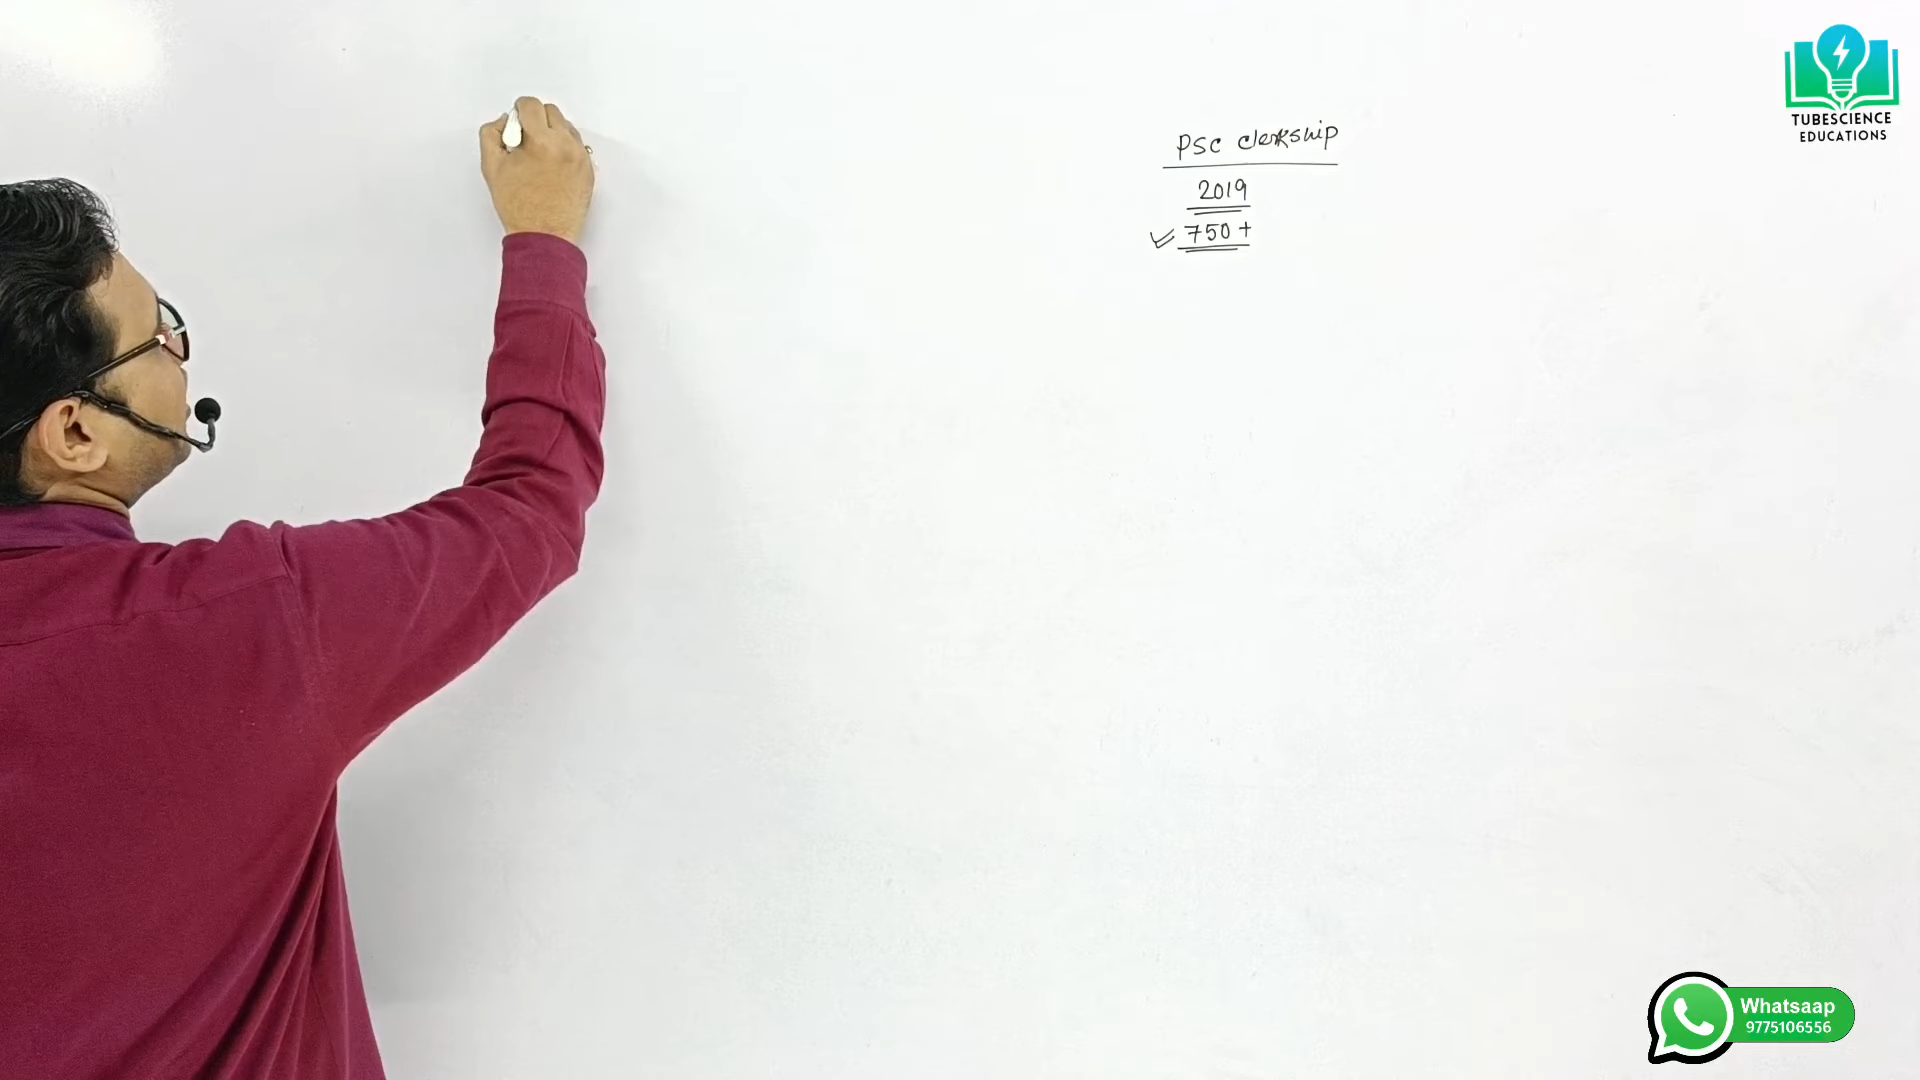 PSC clerkship
2019
750+
TUBESCIENCE
EDUCATIONS
Whatsaap
9775106556